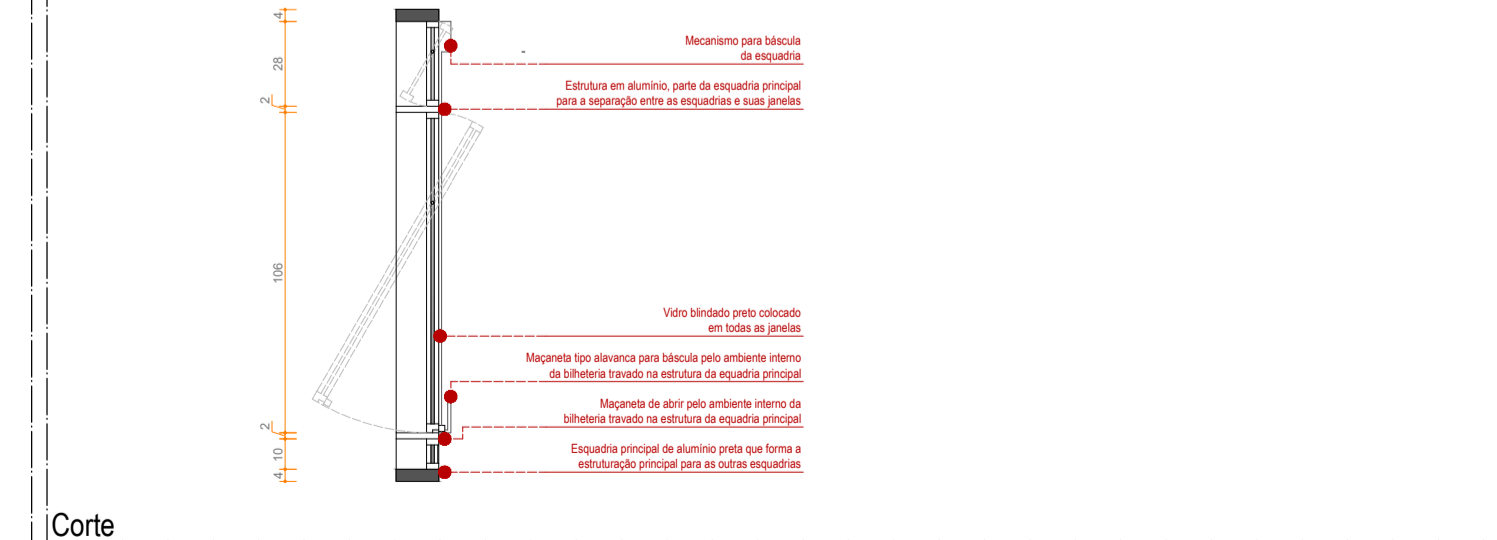 4
28
2
106
2
10
4
Mecanismo para báscula
da esquadria
Estrutura em alumínio, parte da esquadria principal
para a separação entre as esquadrias e suas janelas
Vidro blindado preto colocado
em todas as janelas
Maçaneta tipo alavanca para báscula pelo ambiente interno
da bilheteria travado na estrutura da equadria principal
Maçaneta de abrir pelo ambiente interno da
bilheteria travado na estrutura da equadria principal
Esquadria principal de alumínio preta que forma a
estruturação principal para as outras esquadrias
Corte